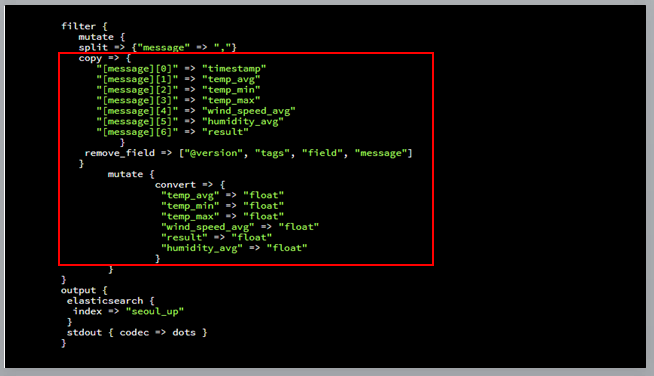 filter {
mutate {
split => {"message" => ","}
copy => {
"[message][0]" => "timestamp"
"[message][1]" => "temp_avg"
"[message][2]" => "temp_min"
"[message][3]" => "temp_max"
"[message][4]" => "wind_speed_avg"
"[message][5]" => "humidity_avg"
"[message][6]" => "result"
}
remove_field => ["@version", "tags", "field", "message"]
}
mutate {
convert => {
"temp_avg" => "float"
"temp_min" => "float"
"temp_max" => "float"
"wind_speed_avg" => "float"
"result" => "float"
"humidity_avg" => "float"
}
}
}
output {
elasticsearch {
index => "seoul_up"
}
stdout { codec => dots }
}